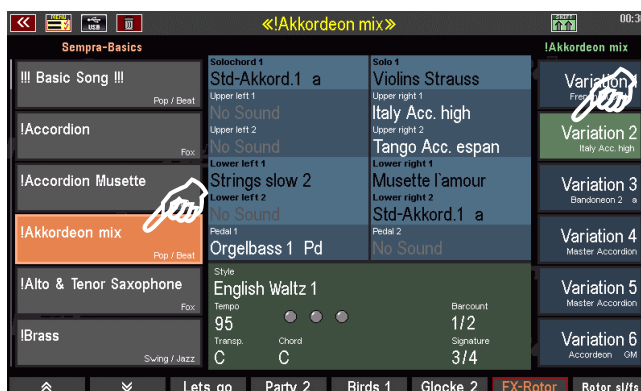 MENU
USB
«!Akkordeon mix»
SHIFT
00:3
Sempra-Basics
!!! Basic Song !!!
Pop / Beat
!Accordion
Fox
!Accordion Musette
!Akkordeon mix
Pop / Beat
!Alto & Tenor Saxophone
Fox
!Brass
Swing / Jazz
Solochord 1
Std-Akkord.1 a
Upper left 1
No Sound
Upper left 2
No Sound
Lower left 1
Strings slow 2
Lower left 2
No Sound
Pedal 1
Orgelbass 1 Pd
Solo 1
Violins Strauss
Upper right 1
Italy Acc. high
Upper right 2
Tango Acc. espan
Lower right 1
Musette l`amour
Lower right 2
Std-Akkord.1 a
Pedal 2
No Sound
Style
English Waltz 1
Tempo
95
Barcount
1/2
Transp.
C
Chord
C
Signature
3/4
!Akkordeon mix
Variation
Variation 2
Italy Acc. high
Variation 3
Bandoneon 2 a
Variation 4
Master Accordion
Variation 5
Master Accordion
Variation 6
Accordeon GM
Lets go
Party 2
Birds 1
Glocke 2
FX-Rotor
Rotor sl/fs